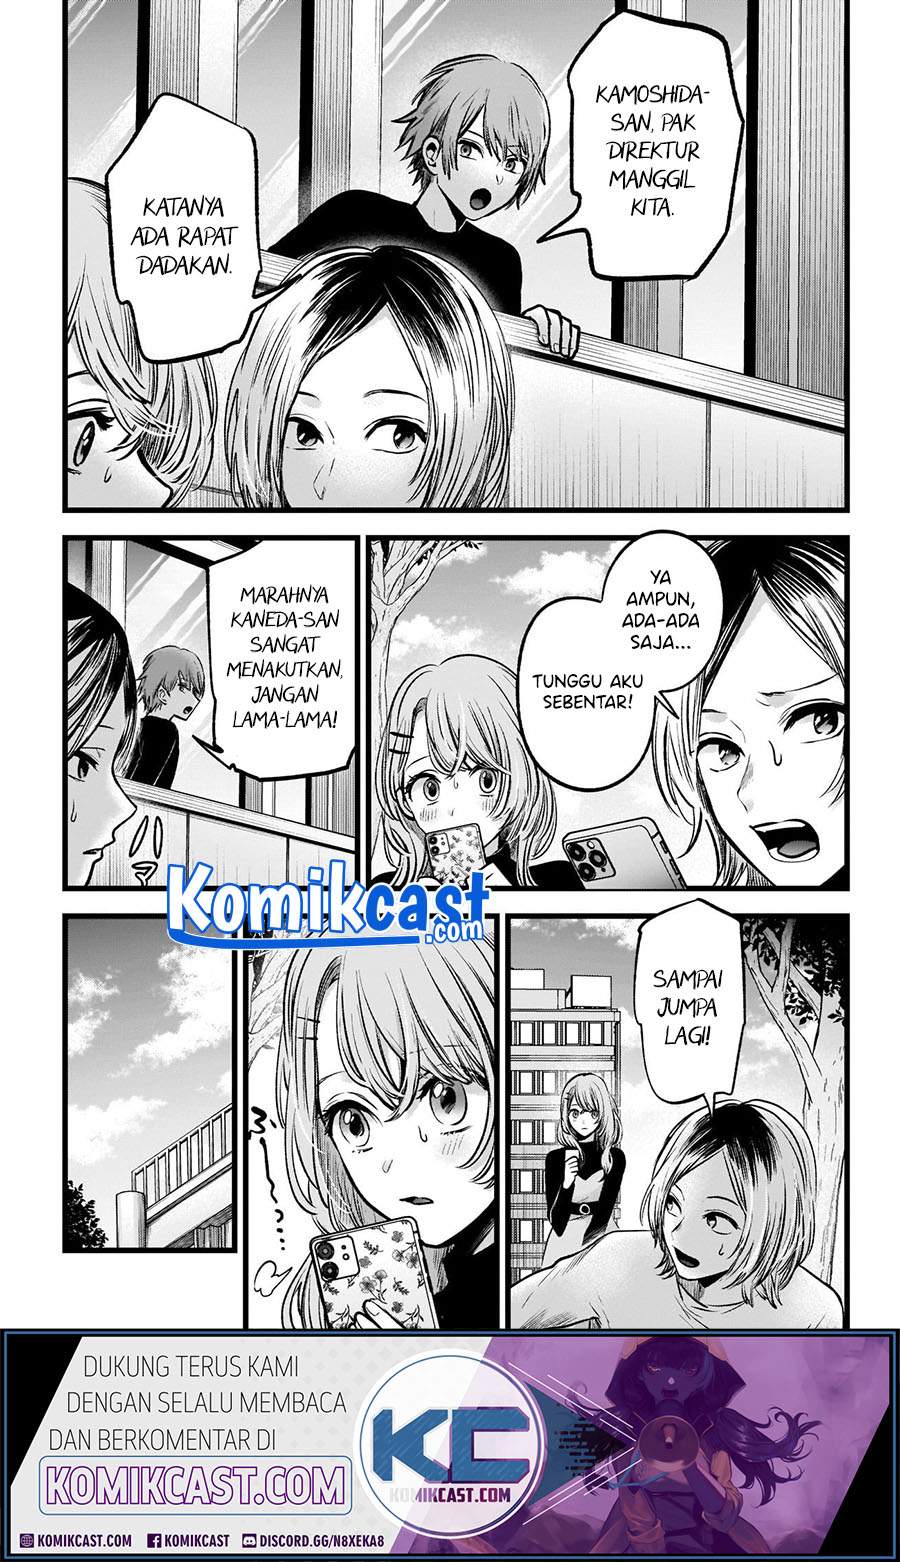 KAMOSHIDA-
SAN, PAK
DIREKTUR
MANGGIL
KITA.
KATANYA
ADA RAPAT
DADAKAN.
YA
AMPUN,
ADA-ADA
SAJA...
TUNGGU AKU
SEBENTAR!
MARAHNYA
KANEDA-SAN
SANGAT
MENAKUTKAN,
JANGAN
LAMA-LAMA!
Komikcast
.com
SAMPAI
JUMPA
LAGI!
DUKUNG TERUS KAMI
DENGAN SELALU MEMBACA
DAN BERKOMENTAR DI
KOMIKCAST.COM
KC
KOMIKCAST.COM
KOMIKCAST.COM
KOMIKCAST
DISCORD.GG/N8XEKA8